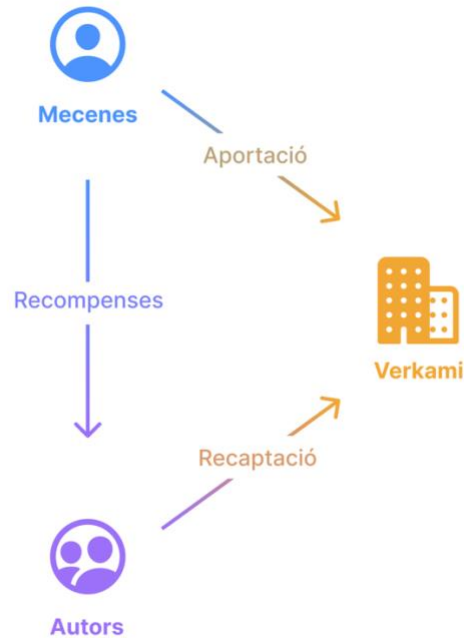 Mecenes
Aportació
Recompenses
Verkami
Recaptació
Autors